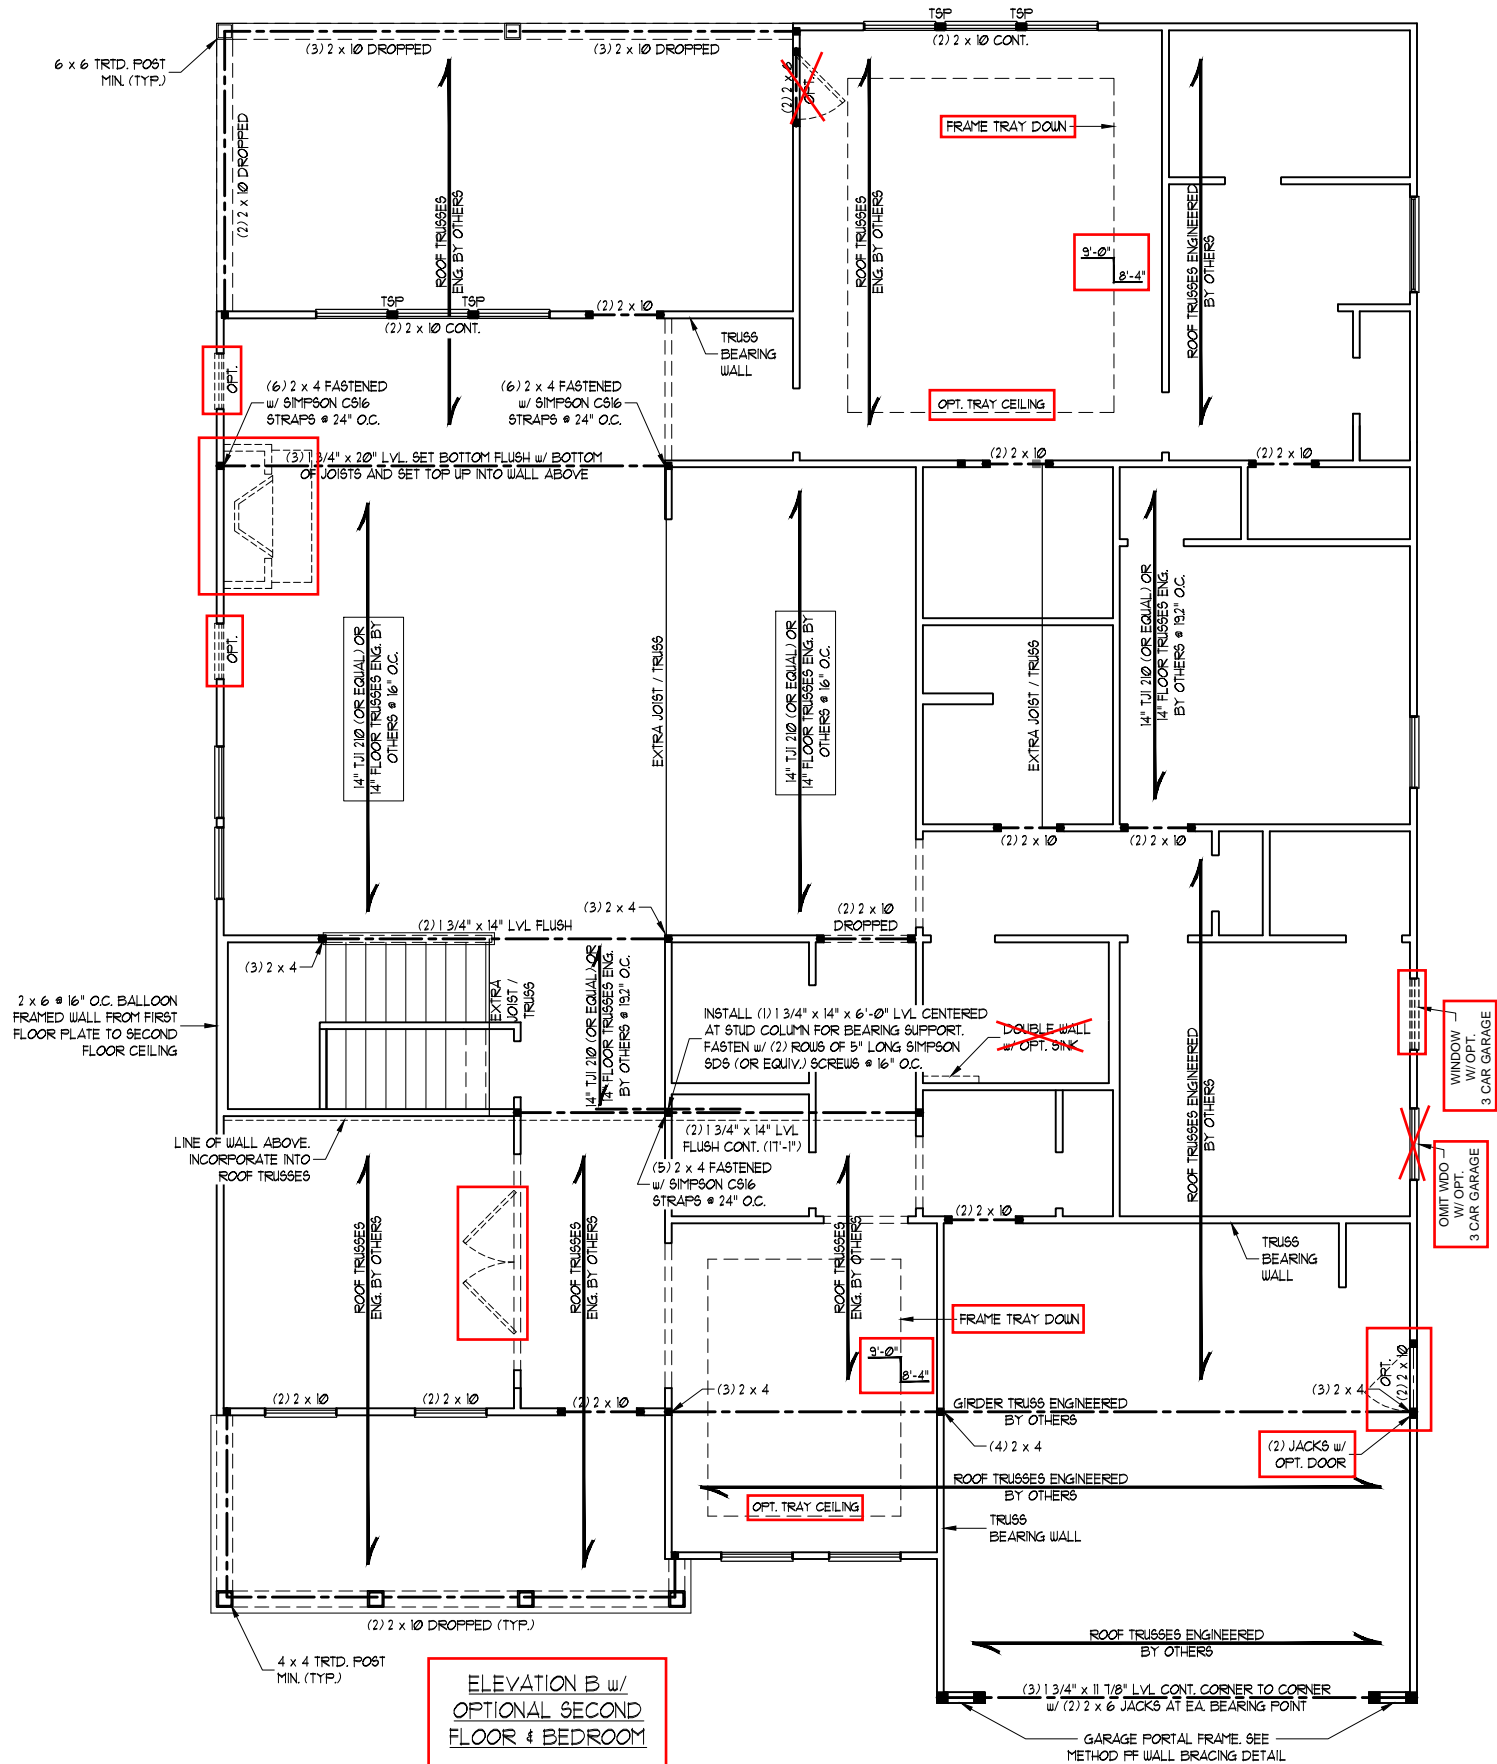 TSP
TSP
(2) 2 x 10 CONT.
(3) 2 x 10 DROPPED
(3) 2 x 10 DROPPED
6 x 6 TRTD. POST
MIN. (TYP.)
(2) 2 x 10 DROPPED
ROOF TRUSSES
ENG. BY OTHERS
FRAME TRAY DOWN
ROOF TRUSSES
ENG. BY OTHERS
ROOF TRUSSES ENGINEERED
BY OTHERS
9'-0"
8'-4"
TSP
TSP
(2) 2 x 10 CONT.
(2) 2 x 10
TRUSS
BEARING
WALL
OPT.
(6) 2 x 4 FASTENED
w/ SIMPSON CS16
STRAPS @ 24" O.C.
(6) 2 x 4 FASTENED
w/ SIMPSON CS16
STRAPS @ 24" O.C.
OPT. TRAY CEILING
(3) 1 3/4" x 20" LVL. SET BOTTOM FLUSH w/ BOTTOM
OF JOISTS AND SET TOP UP INTO WALL ABOVE
(2) 2 x 10
(2) 2 x 10
OPT.
14" TJI 210 (OR EQUAL) OR
14" FLOOR TRUSSES ENG. BY
OTHERS @ 16" O.C.
EXTRA JOIST / TRUSS
14" TJI 210 (OR EQUAL) OR
14" FLOOR TRUSSES ENG. BY
OTHERS @ 16" O.C.
EXTRA JOIST / TRUSS
14" TJI 210 (OR EQUAL) OR
14" FLOOR TRUSSES ENG.
BY OTHERS @ 19.2" O.C.
(2) 2 x 10
(2) 2 x 10
(3) 2 x 4
(2) 2 x 10
DROPPED
(2) 1 3/4" x 14" LVL FLUSH
(3) 2 x 4
2 x 6 @ 16" O.C. BALLOON
FRAMED WALL FROM FIRST
FLOOR PLATE TO SECOND
FLOOR CEILING
EXTRA
JOIST /
TRUSS
14" TJI 210 (OR EQUAL) OR
14" FLOOR TRUSSES ENG.
BY OTHERS @ 19.2" O.C.
INSTALL (1) 1 3/4" x 14" x 6'-0" LVL CENTERED
AT STUD COLUMN FOR BEARING SUPPORT.
FASTEN w/ (2) ROWS OF 5" LONG SIMPSON
SDS (OR EQUIV.) SCREWS @ 16" O.C.
DOUBLE WALL
w/ OPT. SINK
ROOF TRUSSES ENGINEERED
BY OTHERS
WINDOW
W/ OPT.
3 CAR GARAGE
OMIT WDO
W/ OPT.
3 CAR GARAGE
LINE OF WALL ABOVE.
INCORPORATE INTO
ROOF TRUSSES
(2) 1 3/4" x 14" LVL
FLUSH CONT. (17'-1")
(5) 2 x 4 FASTENED
w/ SIMPSON CS16
STRAPS @ 24" O.C.
(2) 2 x 10
TRUSS
BEARING
WALL
ROOF TRUSSES
ENG. BY OTHERS
ROOF TRUSSES
ENG. BY OTHERS
ROOF TRUSSES
ENG. BY OTHERS
FRAME TRAY DOWN
9'-0"
8'-4"
(2) 2 x 10
(2) 2 x 10
(2) 2 x 10
(3) 2 x 4
OPT.
(2) 2 x 10
(3) 2 x 4
GIRDER TRUSS ENGINEERED
BY OTHERS
(4) 2 x 4
(2) JACKS w/
OPT. DOOR
ROOF TRUSSES ENGINEERED
BY OTHERS
OPT. TRAY CEILING
TRUSS
BEARING WALL
(2) 2 x 10 DROPPED (TYP.)
4 x 4 TRTD. POST
MIN. (TYP.)
ROOF TRUSSES ENGINEERED
BY OTHERS
(3) 1 3/4" x 11 7/8" LVL CONT. CORNER TO CORNER
w/ (2) 2 x 6 JACKS AT EA. BEARING POINT
GARAGE PORTAL FRAME. SEE
METHOD PF WALL BRACING DETAIL
ELEVATION B w/
OPTIONAL SECOND
FLOOR & BEDROOM